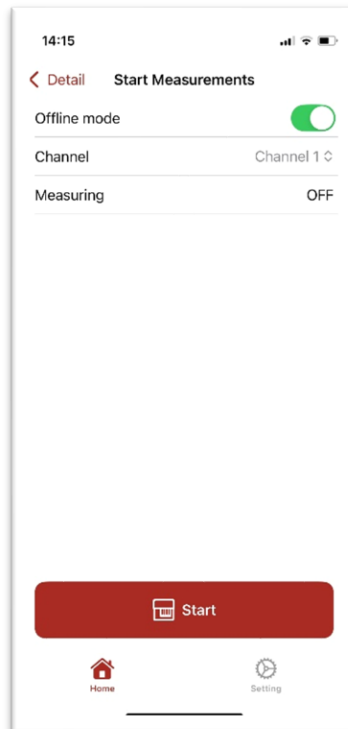 14:15
Detail Start Measurements
Offline mode
Channel Channel 1
Measuring OFF
Start
Home Setting